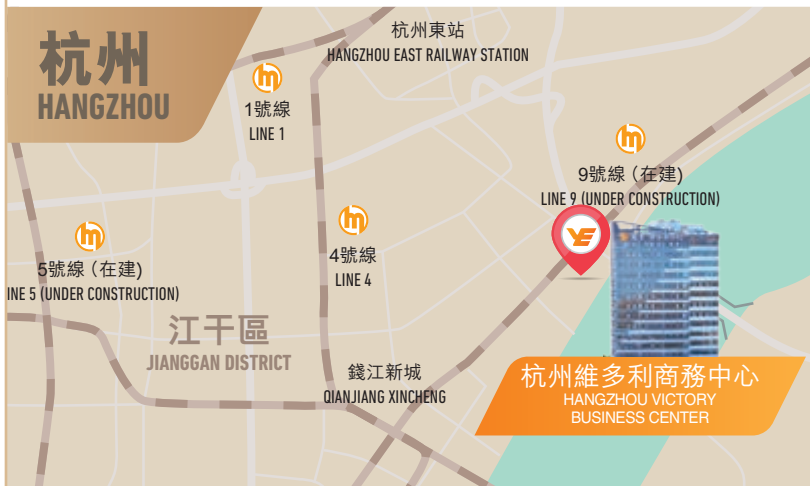 杭州
HANGZHOU
杭州東站
HANGZHOU EAST RAILWAY STATION
1號線
LINE 1
9號線（在建）
LINE 9 (UNDER CONSTRUCTION)
4號線
LINE 4
5號線（在建）
INE 5 (UNDER CONSTRUCTION)
江干區
JIANGGAN DISTRICT
錢江新城
QIANJIANG XINCHENG
杭州維多利商務中心
HANGZHOU VICTORY
BUSINESS CENTER